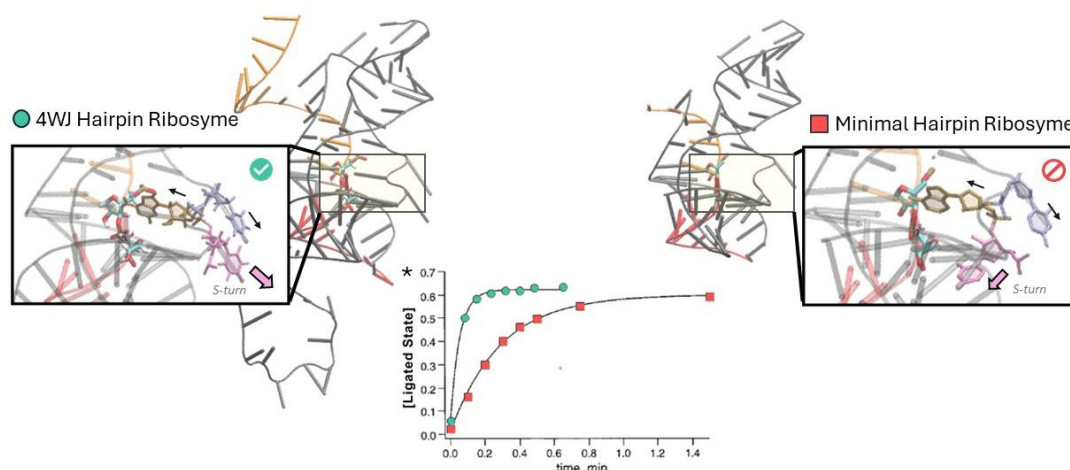 4WJ Hairpin Ribosyme
Minimal Hairpin Ribosyme
S-turn
S-turn
*
[Ligated State]
0.7
0.6
0.5
0.4
0.3
0.2
0.1
0.0
0.0 0.2 0.4 0.6 0.8 1.0 1.2 1.4
time, min